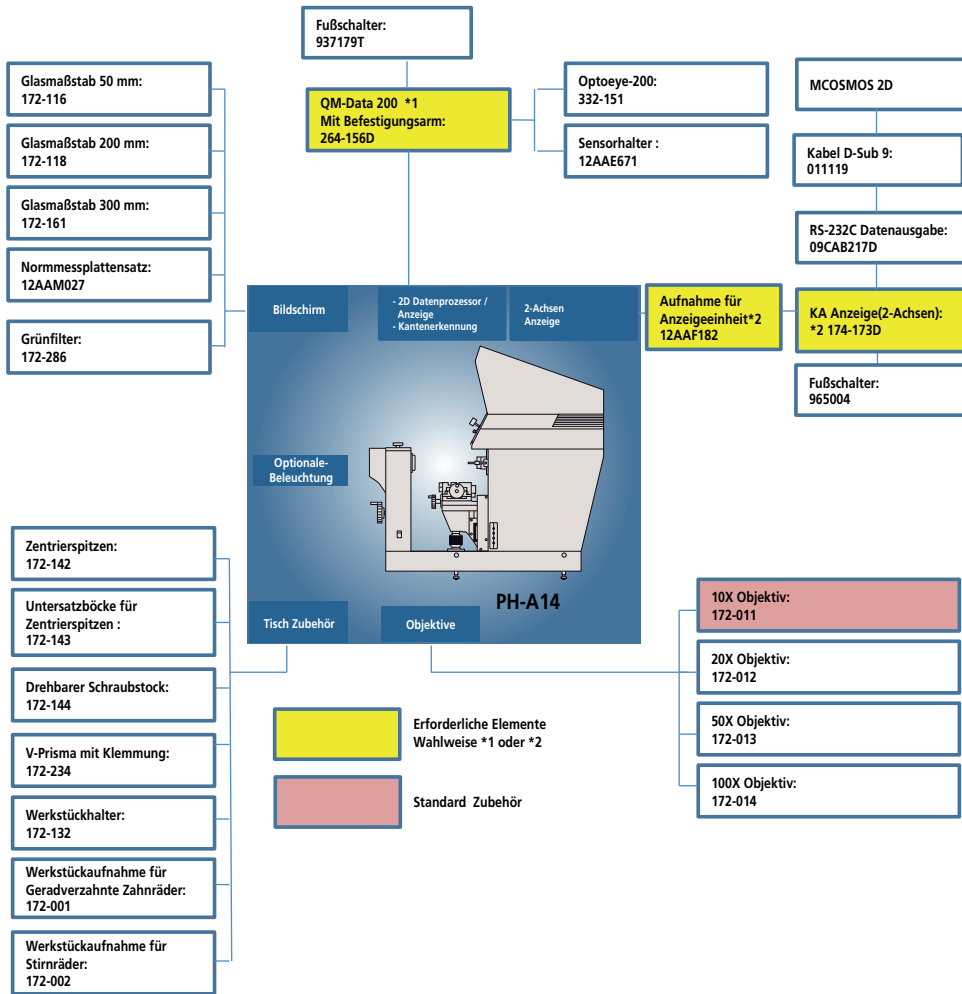 Fußschalter:
937179T
Glasmaßstab 50 mm:
172-116
Glasmaßstab 200 mm:
172-118
Glasmaßstab 300 mm:
172-161
Normmessplattensatz:
12AAM027
Grünfilter:
172-286
QM-Data 200 *1
Mit Befestigungsarm:
264-156D
Optoeye-200:
332-151
Sensorhalter :
12AAE671
MCOSMOS 2D
Kabel D-Sub 9:
011119
RS-232C Datenausgabe:
09CAB217D
Bildschirm
- 2D Datenprozessor /
Anzeige
- Kantenerkennung
2-Achsen
Anzeige
Aufnahme für
Anzeigeeinheit*2
12AAF182
KA Anzeige(2-Achsen):
*2 174-173D
Fußschalter:
965004
Optionale-
Beleuchtung
PH-A14
Tisch Zubehör
Objektive
Zentrierspitzen:
172-142
Untersatzböcke für
Zentrierspitzen :
172-143
Drehbarer Schraubstock:
172-144
V-Prisma mit Klemmung:
172-234
Werkstückhalter:
172-132
Werkstückaufnahme für
Geradverzahnte Zahnräder:
172-001
Werkstückaufnahme für
Stirnräder:
172-002
Erforderliche Elemente
Wahlweise *1 oder *2
Standard Zubehör
10X Objektiv:
172-011
20X Objektiv:
172-012
50X Objektiv:
172-013
100X Objektiv:
172-014